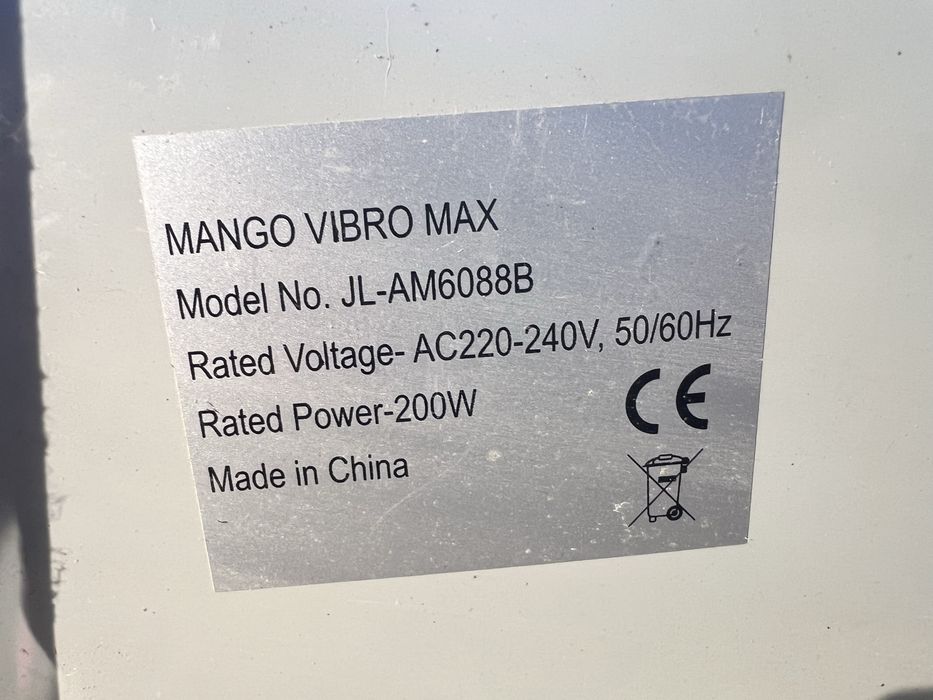 MANGO VIBRO MAX
Model No. JL-AM6088B
Rated Voltage- AC220-240V, 50/60Hz
Rated Power-200W
Made in China
CE